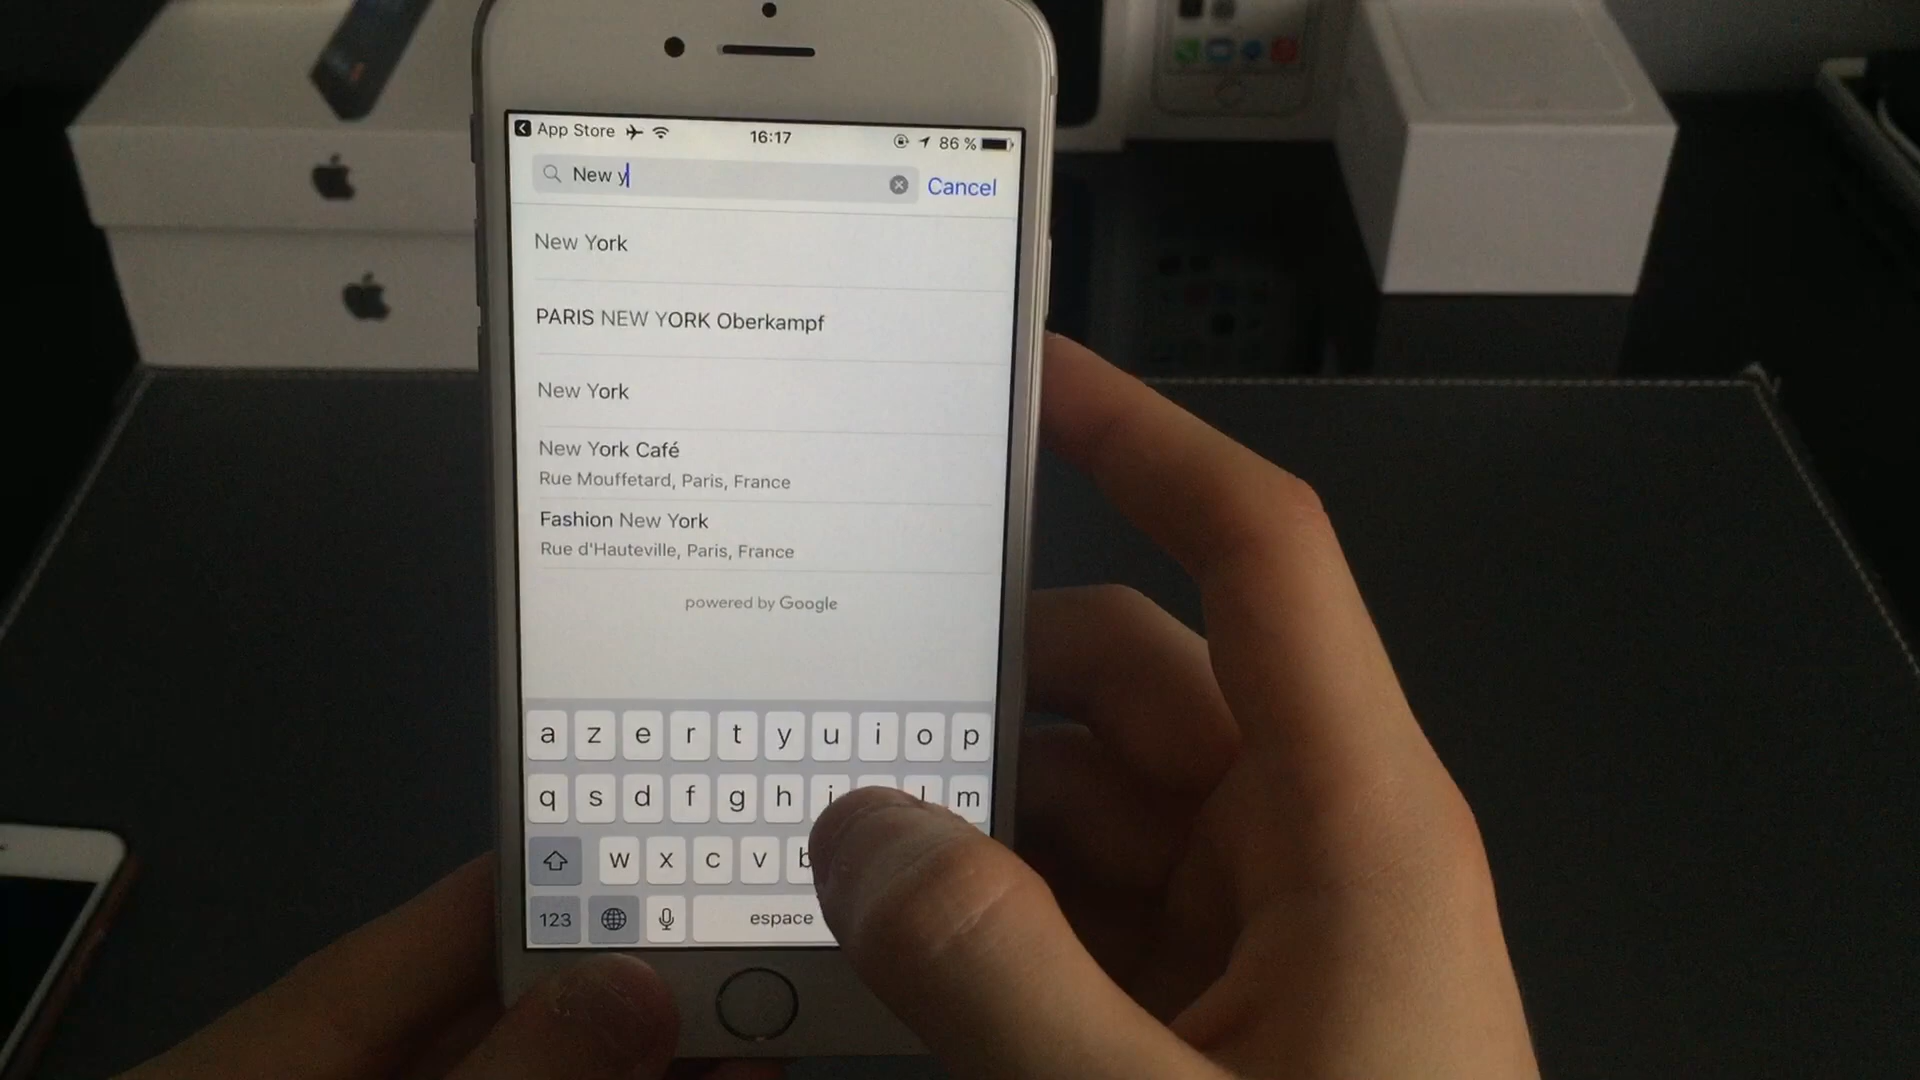 App Store
16:17
86 %
New y
Cancel
New York
PARIS NEW YORK Oberkampf
New York
New York Café
Rue Mouffetard, Paris, France
Fashion New York
Rue d'Hauteville, Paris, France
powered by Google
a z e r t y u i o p
q s d f g h j l m
w x c v b
123 espace